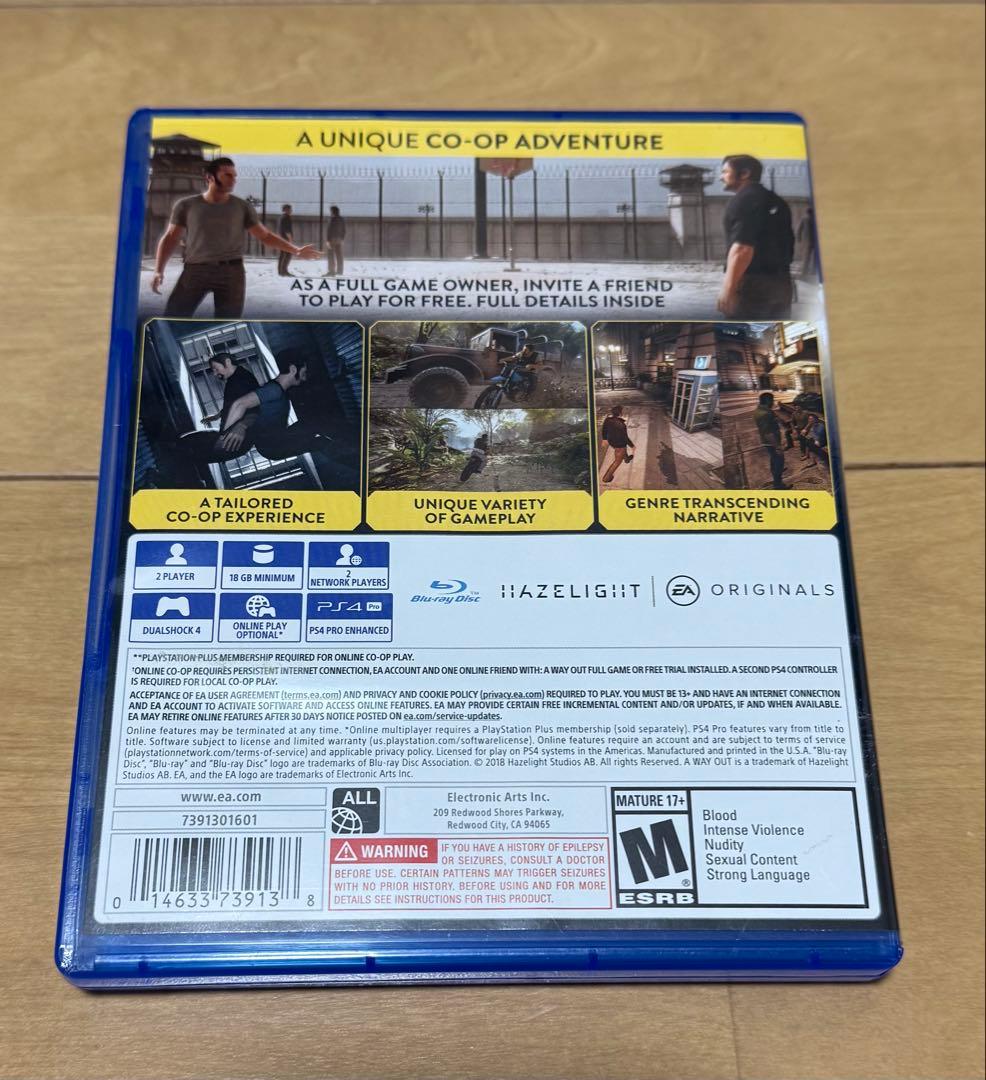 A UNIQUE CO-OP ADVENTURE
AS A FULL GAME OWNER, INVITE A FRIEND
TO PLAY FOR FREE. FULL DETAILS INSIDE
A TAILORED
CO-OP EXPERIENCE
UNIQUE VARIETY
OF GAMEPLAY
GENRE TRANSCENDING
NARRATIVE
2 PLAYER
18 GB MINIMUM
2
NETWORK PLAYERS
DUALSHOCK 4
ONLINE PLAY
OPTIONAL*
PS4 Pro
PS4 PRO ENHANCED
Blu-ray Disc™
HAZELIGHT
EA ORIGINALS
**PLAYSTATION PLUS MEMBERSHIP REQUIRED FOR ONLINE CO-OP PLAY.
†ONLINE CO-OP REQUIRES PERSISTENT INTERNET CONNECTION, EA ACCOUNT AND ONE ONLINE FRIEND WITH: A WAY OUT FULL GAME OR FREE TRIAL INSTALLED. A SECOND PS4 CONTROLLER
IS REQUIRED FOR LOCAL CO-OP PLAY.
ACCEPTANCE OF EA USER AGREEMENT (terms.ea.com) AND PRIVACY AND COOKIE POLICY (privacy.ea.com) REQUIRED TO PLAY. YOU MUST BE 13+ AND HAVE AN INTERNET CONNECTION
AND EA ACCOUNT TO ACTIVATE SOFTWARE AND ACCESS ONLINE FEATURES. EA MAY PROVIDE CERTAIN FREE INCREMENTAL CONTENT AND/OR UPDATES, IF AND WHEN AVAILABLE.
EA MAY RETIRE ONLINE FEATURES AFTER 30 DAYS NOTICE POSTED ON ea.com/service-updates.
Online features may be terminated at any time. *Online multiplayer requires a PlayStation Plus membership (sold separately). PS4 Pro features vary from title to
title. Software subject to license and limited warranty (us.playstation.com/softwarelicense). Online features require an account and are subject to terms of service
(playstationnetwork.com/terms-of-service) and applicable privacy policy. Licensed for play on PS4 systems in the Americas. Manufactured and printed in the U.S.A. "Blu-ray
Disc", "Blu-ray" and "Blu-ray Disc" logo are trademarks of Blu-ray Disc Association. © 2018 Hazelight Studios AB. All rights Reserved. A WAY OUT is a trademark of Hazelight
Studios AB. EA, and the EA logo are trademarks of Electronic Arts Inc.
www.ea.com
7391301601
0 14633 73913 8
ALL
Electronic Arts Inc.
209 Redwood Shores Parkway,
Redwood City, CA 94065
WARNING IF YOU HAVE A HISTORY OF EPILEPSY
OR SEIZURES, CONSULT A DOCTOR
BEFORE USE. CERTAIN PATTERNS MAY TRIGGER SEIZURES
WITH NO PRIOR HISTORY. BEFORE USING AND FOR MORE
DETAILS SEE INSTRUCTIONS FOR THIS PRODUCT.
MATURE 17+
M®
ESRB
Blood
Intense Violence
Nudity
Sexual Content
Strong Language